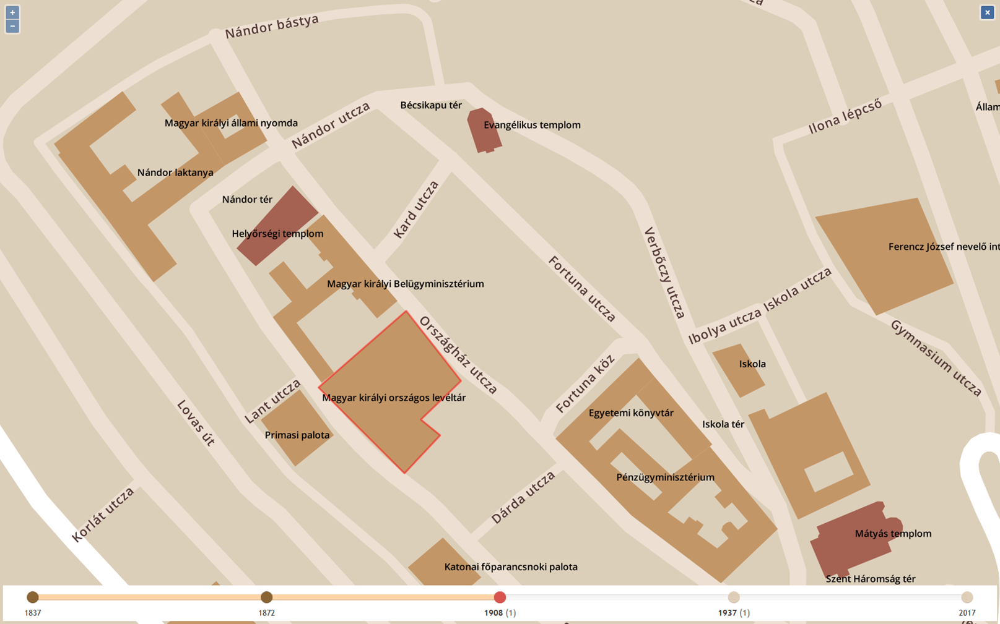 +
−
×
Nándor bástya
Bécsikapu tér
Ilona lépcső
Magyar királyi állami nyomda
Nándor utcza
Evangélikus templom
Nándor laktanya
Nándor tér
Kard utcza
Helyőrségi templom
Verbőczy utcza
Ferencz József nevelő int
Magyar királyi Belügyminisztérium
Fortuna utcza
Ibolya utcza
Iskola utcza
Országház utcza
Gymnasium utcza
Iskola
Fortuna köz
Magyar királyi országos levéltár
Lant utcza
Egyetemi könyvtár
Iskola tér
Lovas út
Primasi palota
Pénzügyminisztérium
Dárda utcza
Korlát utcza
Mátyás templom
Katonai főparancsnoki palota
Szent Háromság tér
1837
1872
1908 (1)
1937 (1)
2017